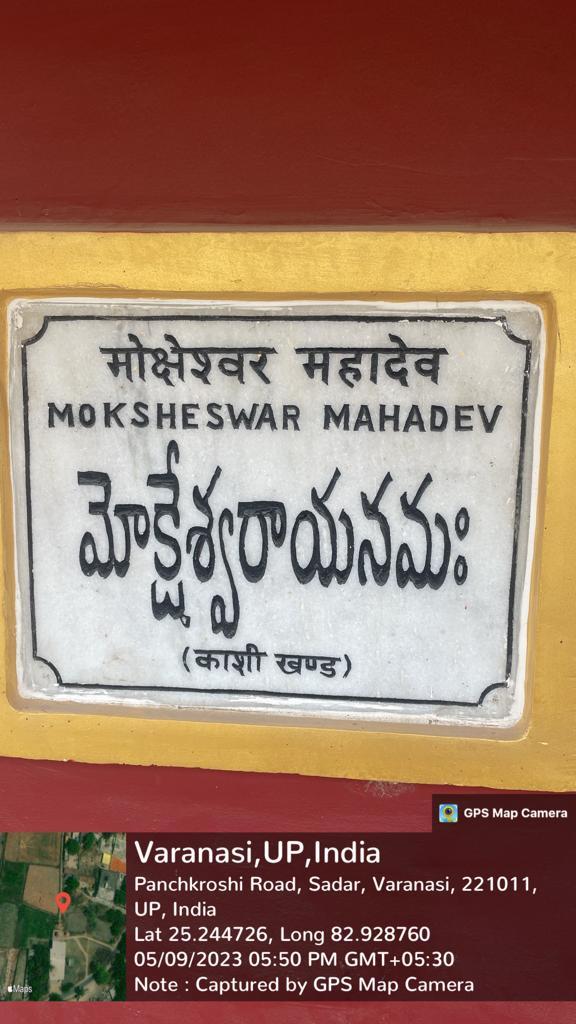 मोक्षेश्वर महादेव
MOKSHESWAR MAHADEV
మోక్షేశ్వరాయనమః
(काशी खण्ड)
GPS Map Camera
Varanasi,UP,India
Panchkroshi Road, Sadar, Varanasi, 221011,
UP, India
Lat 25.244726, Long 82.928760
05/09/2023 05:50 PM GMT+05:30
Note : Captured by GPS Map Camera
Maps